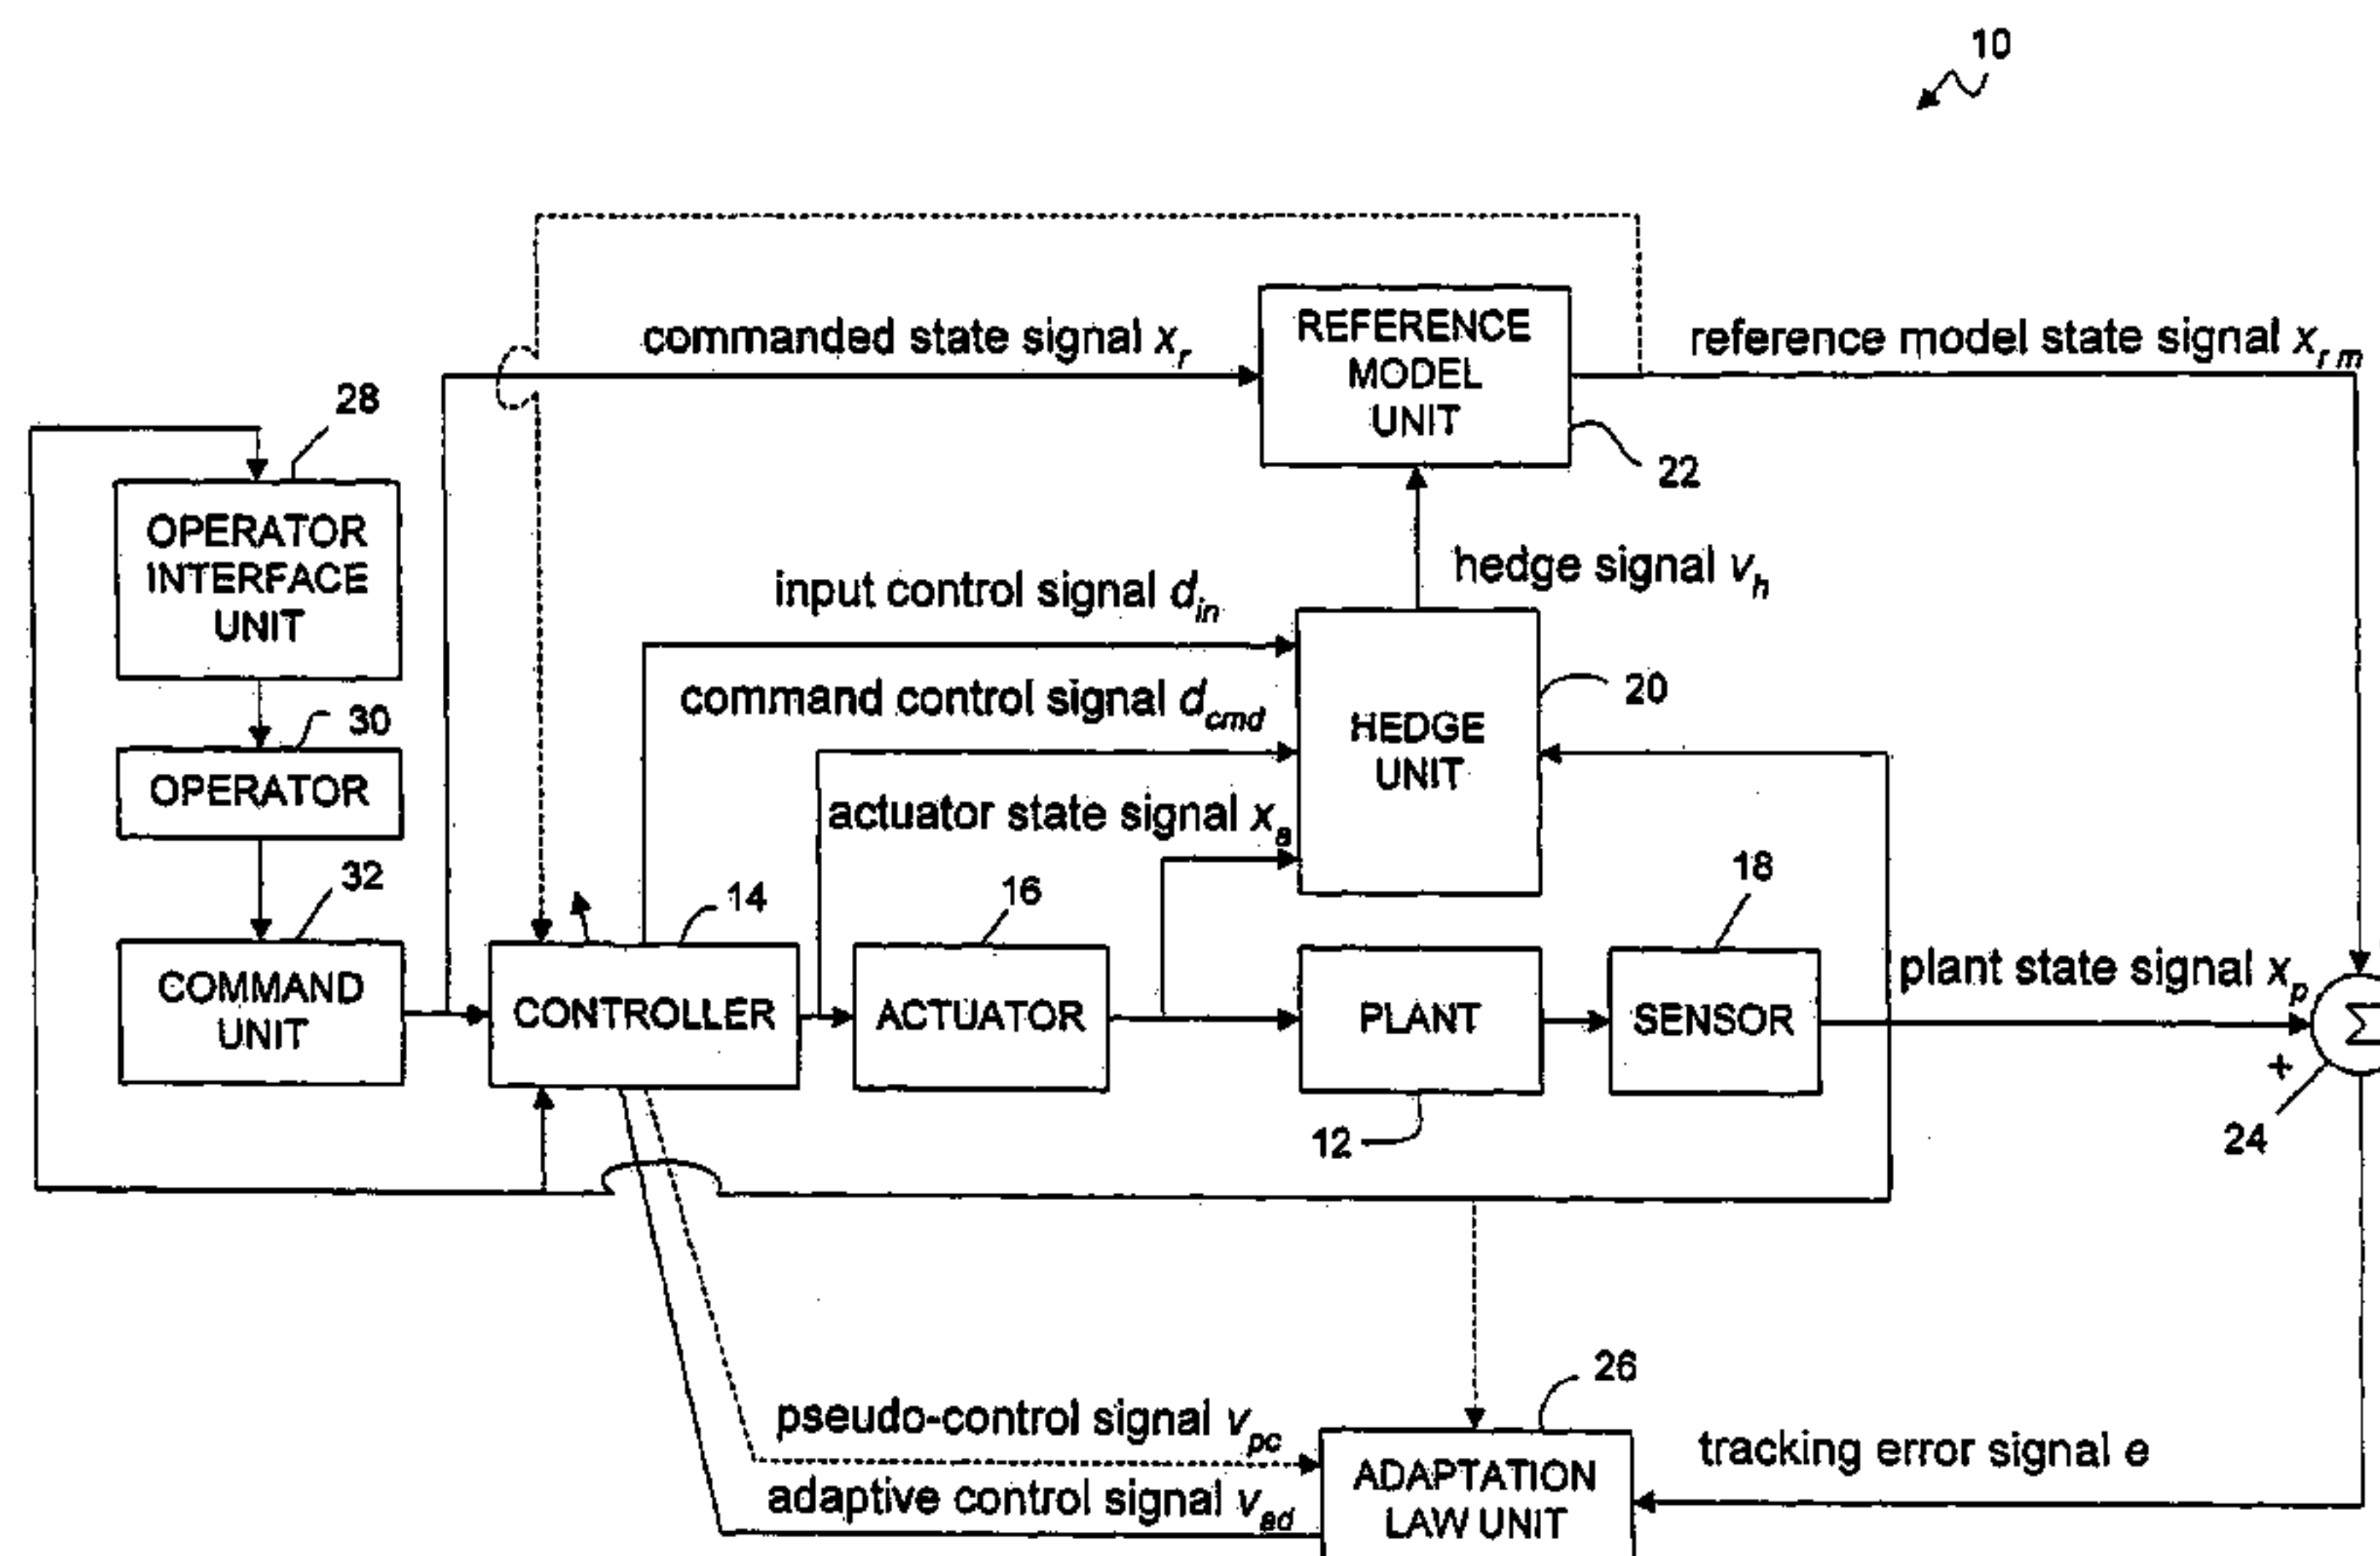 10
commanded state signal x_r
REFERENCE
MODEL
UNIT
reference model state signal x_rm
22
28
OPERATOR
INTERFACE
UNIT
hedge signal v_h
input control signal d_in
20
command control signal d_cmd
HEDGE
UNIT
30
OPERATOR
actuator state signal x_a
32
14
16
18
COMMAND
UNIT
CONTROLLER
ACTUATOR
PLANT
SENSOR
plant state signal x_p
Σ
+
12
24
26
pseudo-control signal v_pc
adaptive control signal v_ad
ADAPTATION
LAW UNIT
tracking error signal e